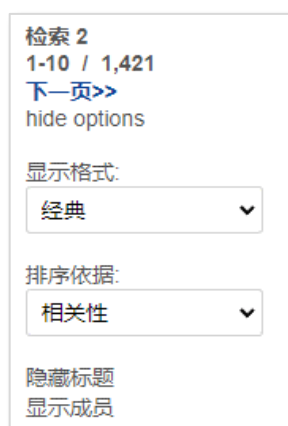 检索 2
1-10 / 1,421
下一页>>
hide options
显示格式:
经典
排序依据:
相关性
隐藏标题
显示成员